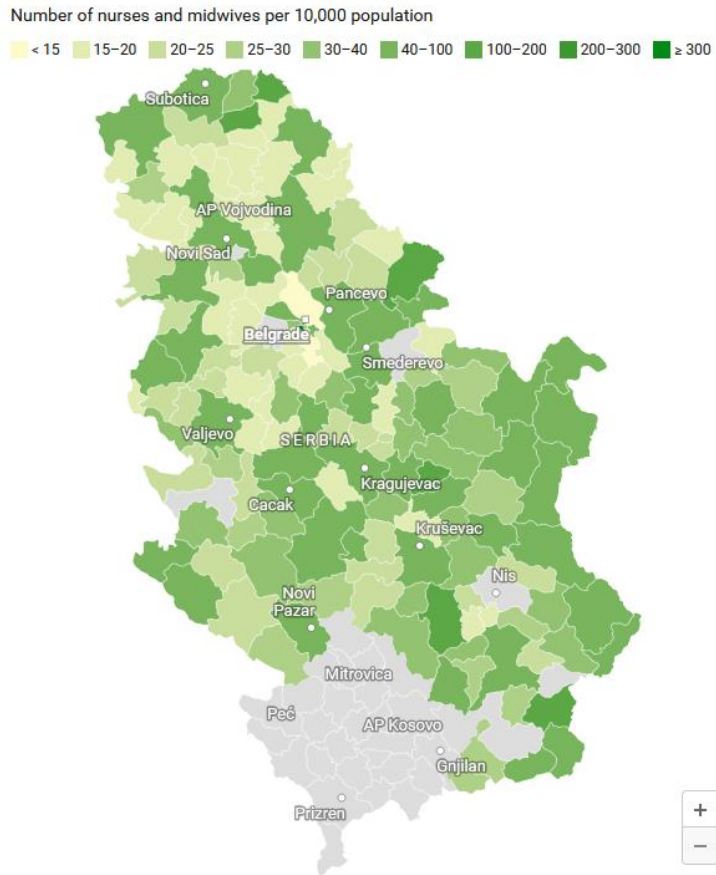 Number of nurses and midwives per 10,000 population
< 15 15–20 20–25 25–30 30–40 40–100 100–200 200–300 ≥ 300
Subotica
AP Vojvodina
Novi Sad
Pancevo
Belgrade
Smederevo
Valjevo
SERBIA
Kragujevac
Cacak
Kruševac
Nis
Novi
Pazar
Mitrovica
Peć
AP Kosovo
Gnjilan
Prizren
+
−